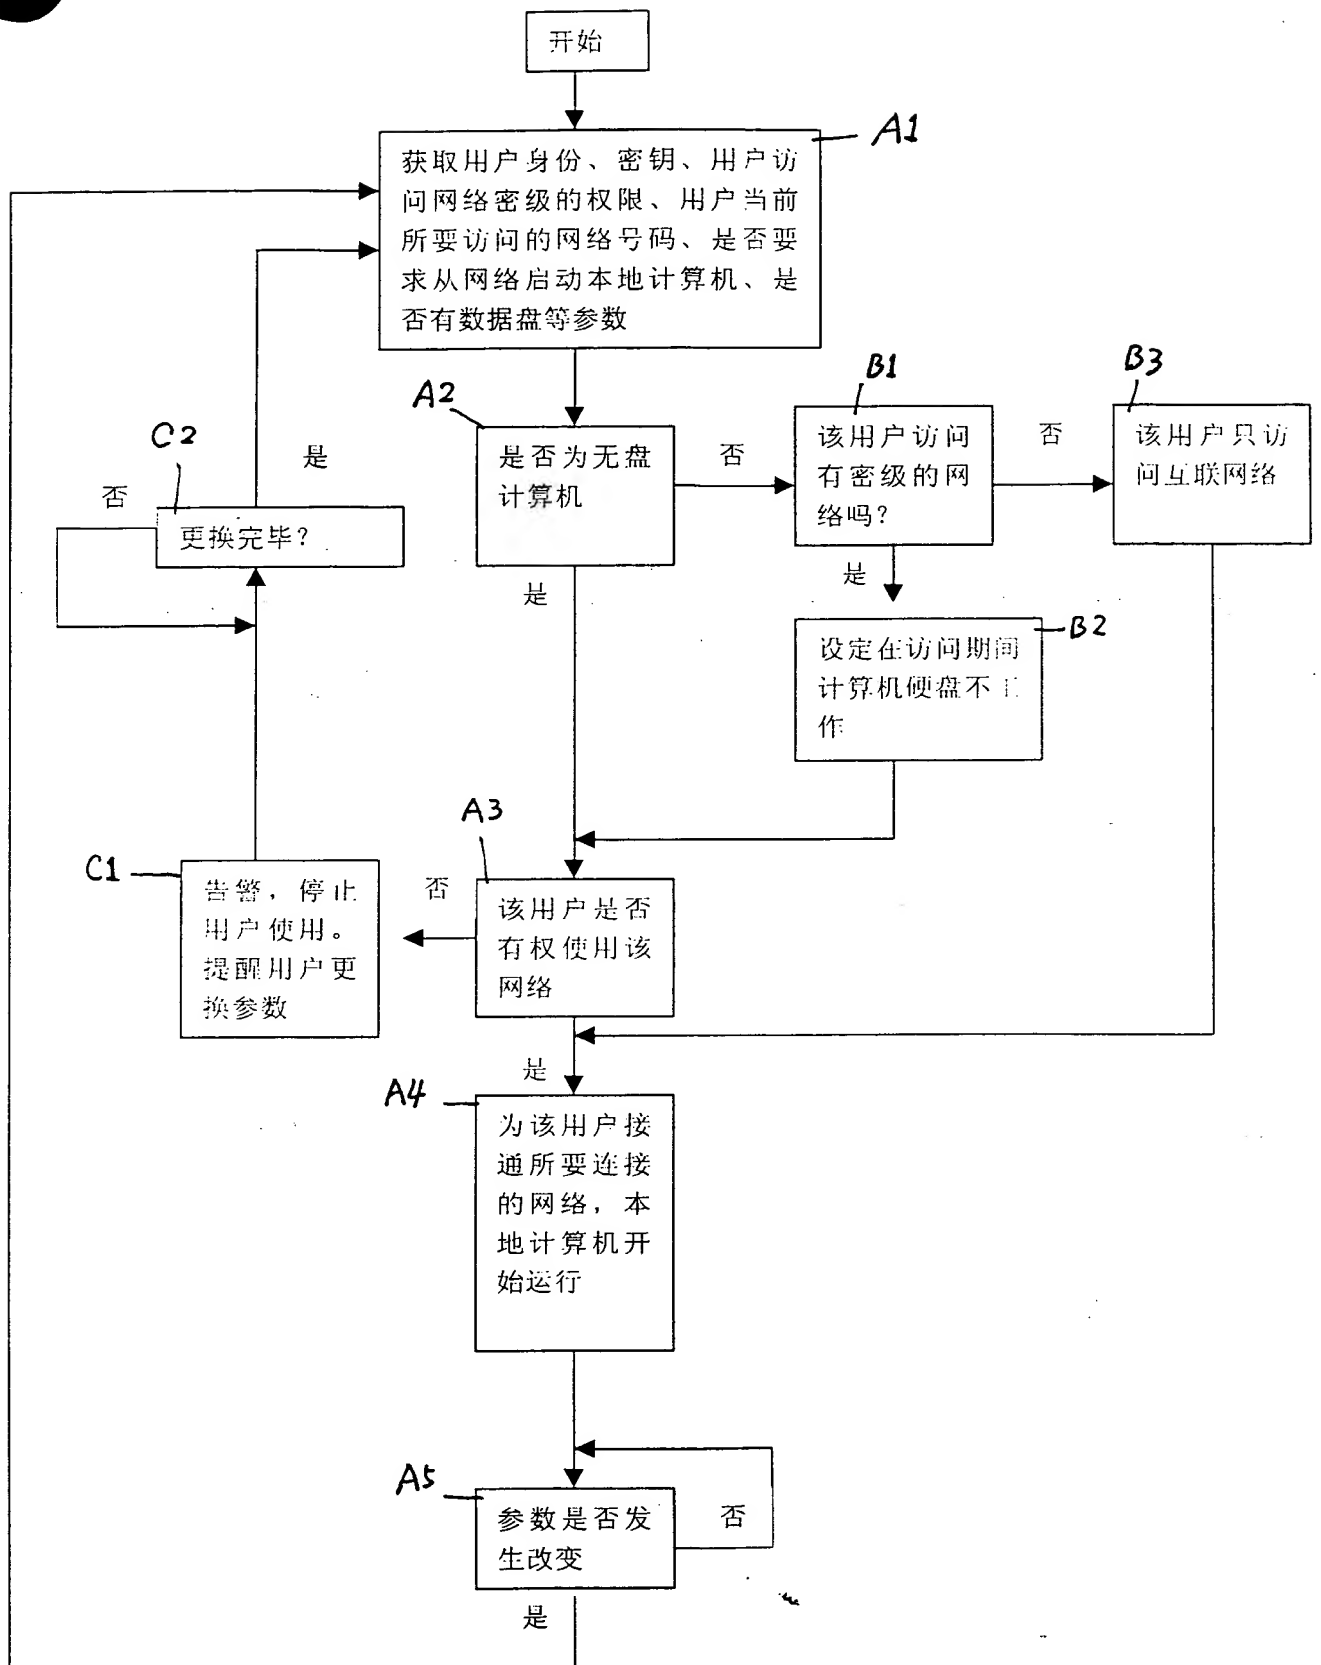 开始
A1
获取用户身份、密钥、用户访
问网络密级的权限、用户当前
所要访问的网络号码、是否要
求从网络启动本地计算机、是
否有数据盘等参数
A2
是否为无盘
计算机
否
是
B1
该用户访问
有密级的网
络吗？
否
是
B3
该用户只访
问互联网络
B2
设定在访问期间
计算机硬盘不工
作
C2
更换完毕？
否
是
C1
告警，停止
用户使用。
提醒用户更
换参数
A3
该用户是否
有权使用该
网络
否
是
A4
为该用户接
通所要连接
的网络，本
地计算机开
始运行
A5
参数是否发
生改变
否
是